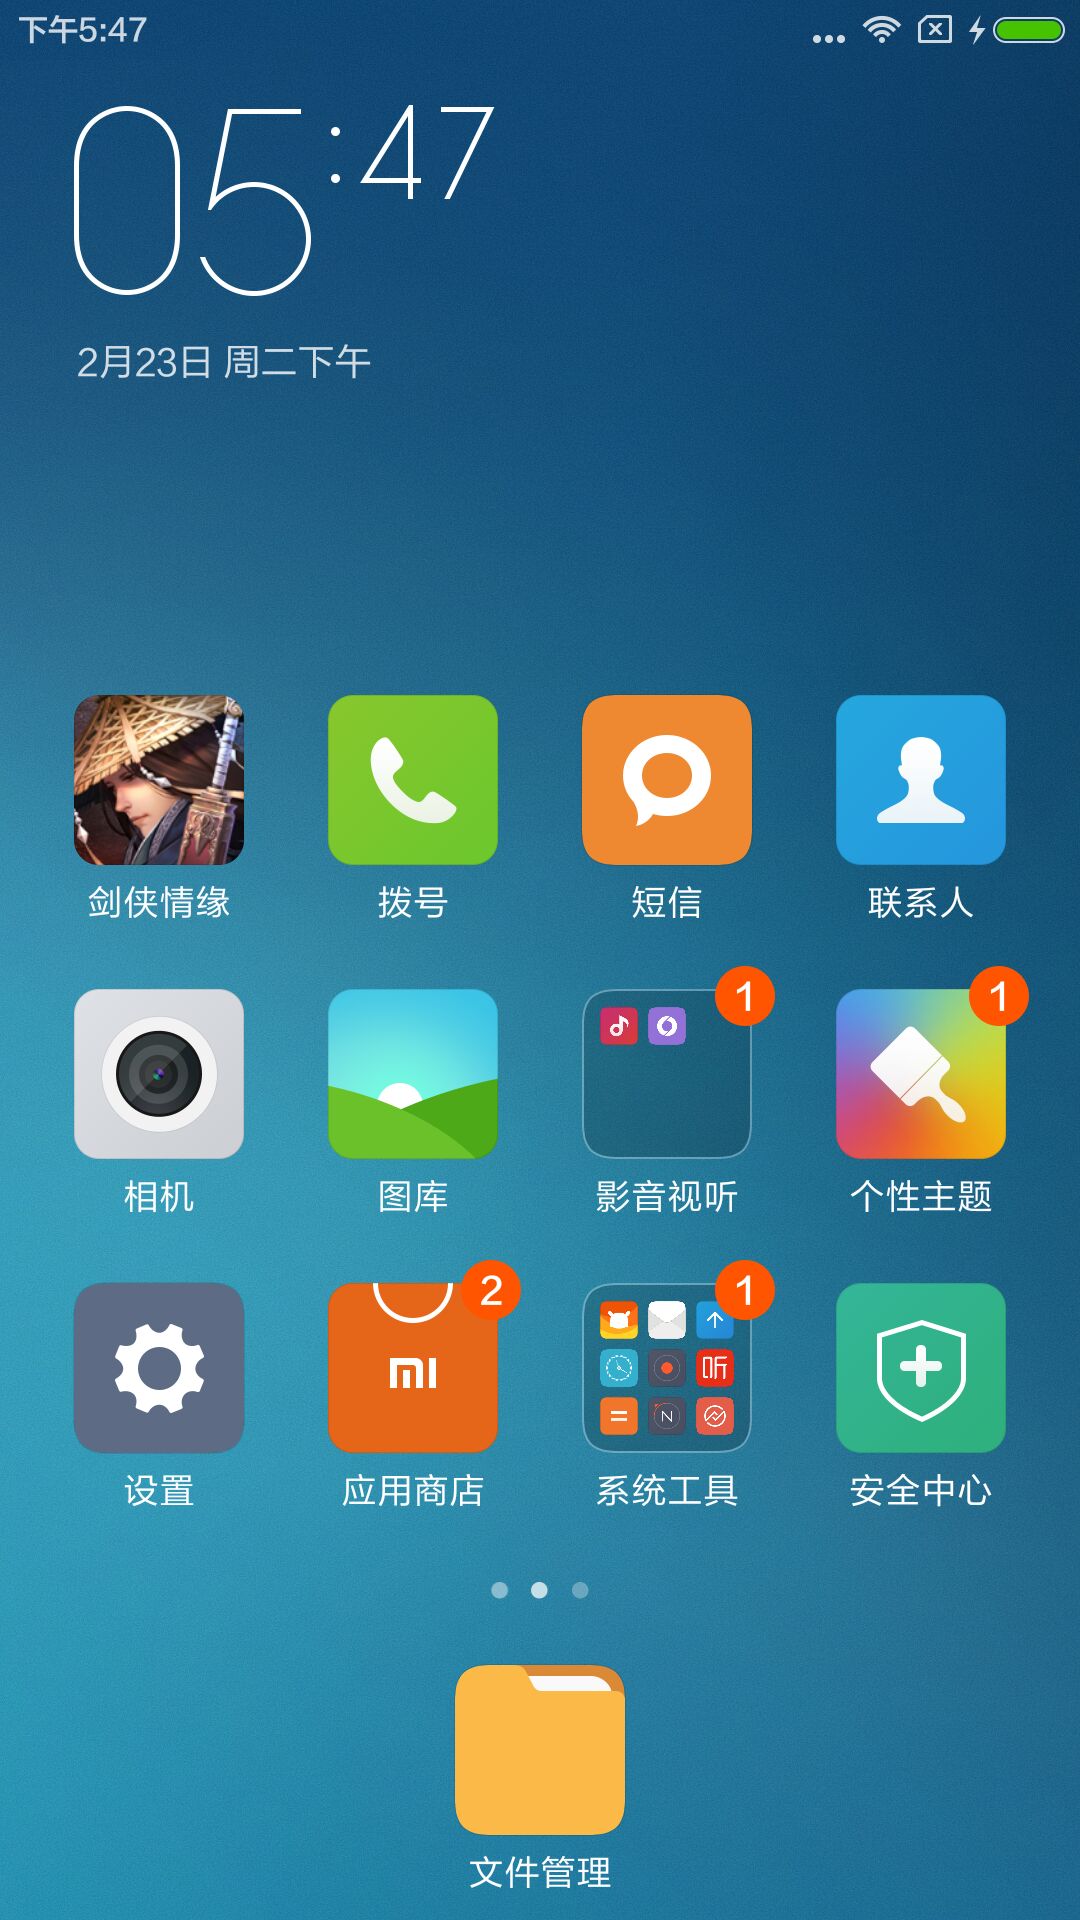 下午5:47
05:47
2月23日 周二下午
剑侠情缘 拨号 短信 联系人
1 1
相机 图库 影音视听 个性主题
2 1
mi 听 N
设置 应用商店 系统工具 安全中心
文件管理